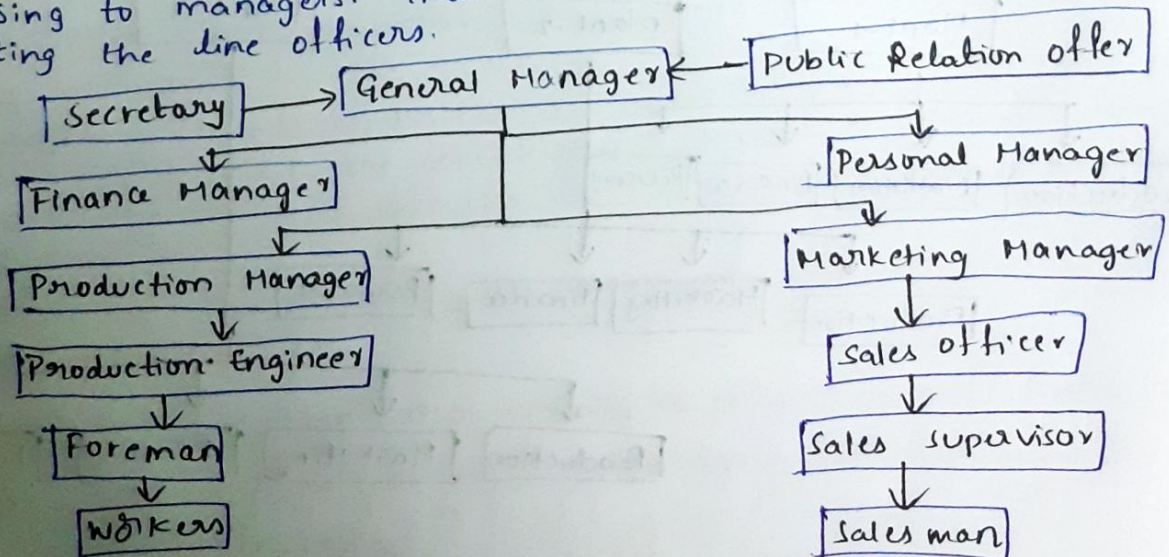 sing to managers.
ting the line officers.
Public Relation offer
General Manager
Secretary
Personal Manager
Finance Manager
Marketing Manager
Production Manager
Sales officer
Production Engineer
Foreman
Sales supervisor
Workers
Sales man